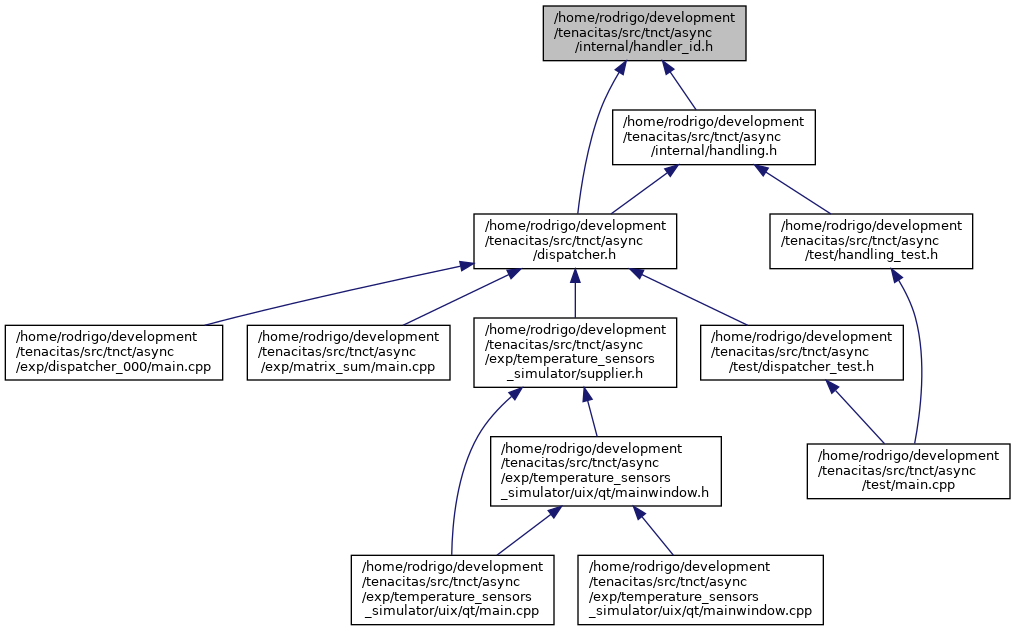 /home/rodrigo/development
/tenacitas/src/tnct/async
/internal/handler_id.h
/home/rodrigo/development
/tenacitas/src/tnct/async
/internal/handling.h
/home/rodrigo/development
/tenacitas/src/tnct/async
/dispatcher.h
/home/rodrigo/development
/tenacitas/src/tnct/async
/test/handling_test.h
/home/rodrigo/development
/tenacitas/src/tnct/async
/exp/dispatcher_000/main.cpp
/home/rodrigo/development
/tenacitas/src/tnct/async
/exp/matrix_sum/main.cpp
/home/rodrigo/development
/tenacitas/src/tnct/async
/exp/temperature_sensors
_simulator/supplier.h
/home/rodrigo/development
/tenacitas/src/tnct/async
/test/dispatcher_test.h
/home/rodrigo/development
/tenacitas/src/tnct/async
/exp/temperature_sensors
_simulator/uix/qt/mainwindow.h
/home/rodrigo/development
/tenacitas/src/tnct/async
/test/main.cpp
/home/rodrigo/development
/tenacitas/src/tnct/async
/exp/temperature_sensors
_simulator/uix/qt/main.cpp
/home/rodrigo/development
/tenacitas/src/tnct/async
/exp/temperature_sensors
_simulator/uix/qt/mainwindow.cpp